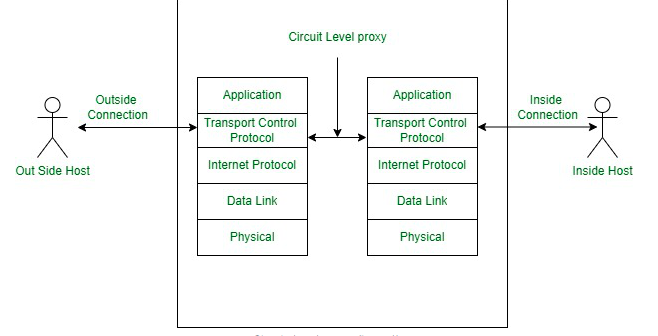 Circuit Level proxy
Outside
Connection
Inside
Connection
Application
Transport Control
Protocol
Internet Protocol
Data Link
Physical
Application
Transport Control
Protocol
Internet Protocol
Data Link
Physical
Out Side Host
Inside Host